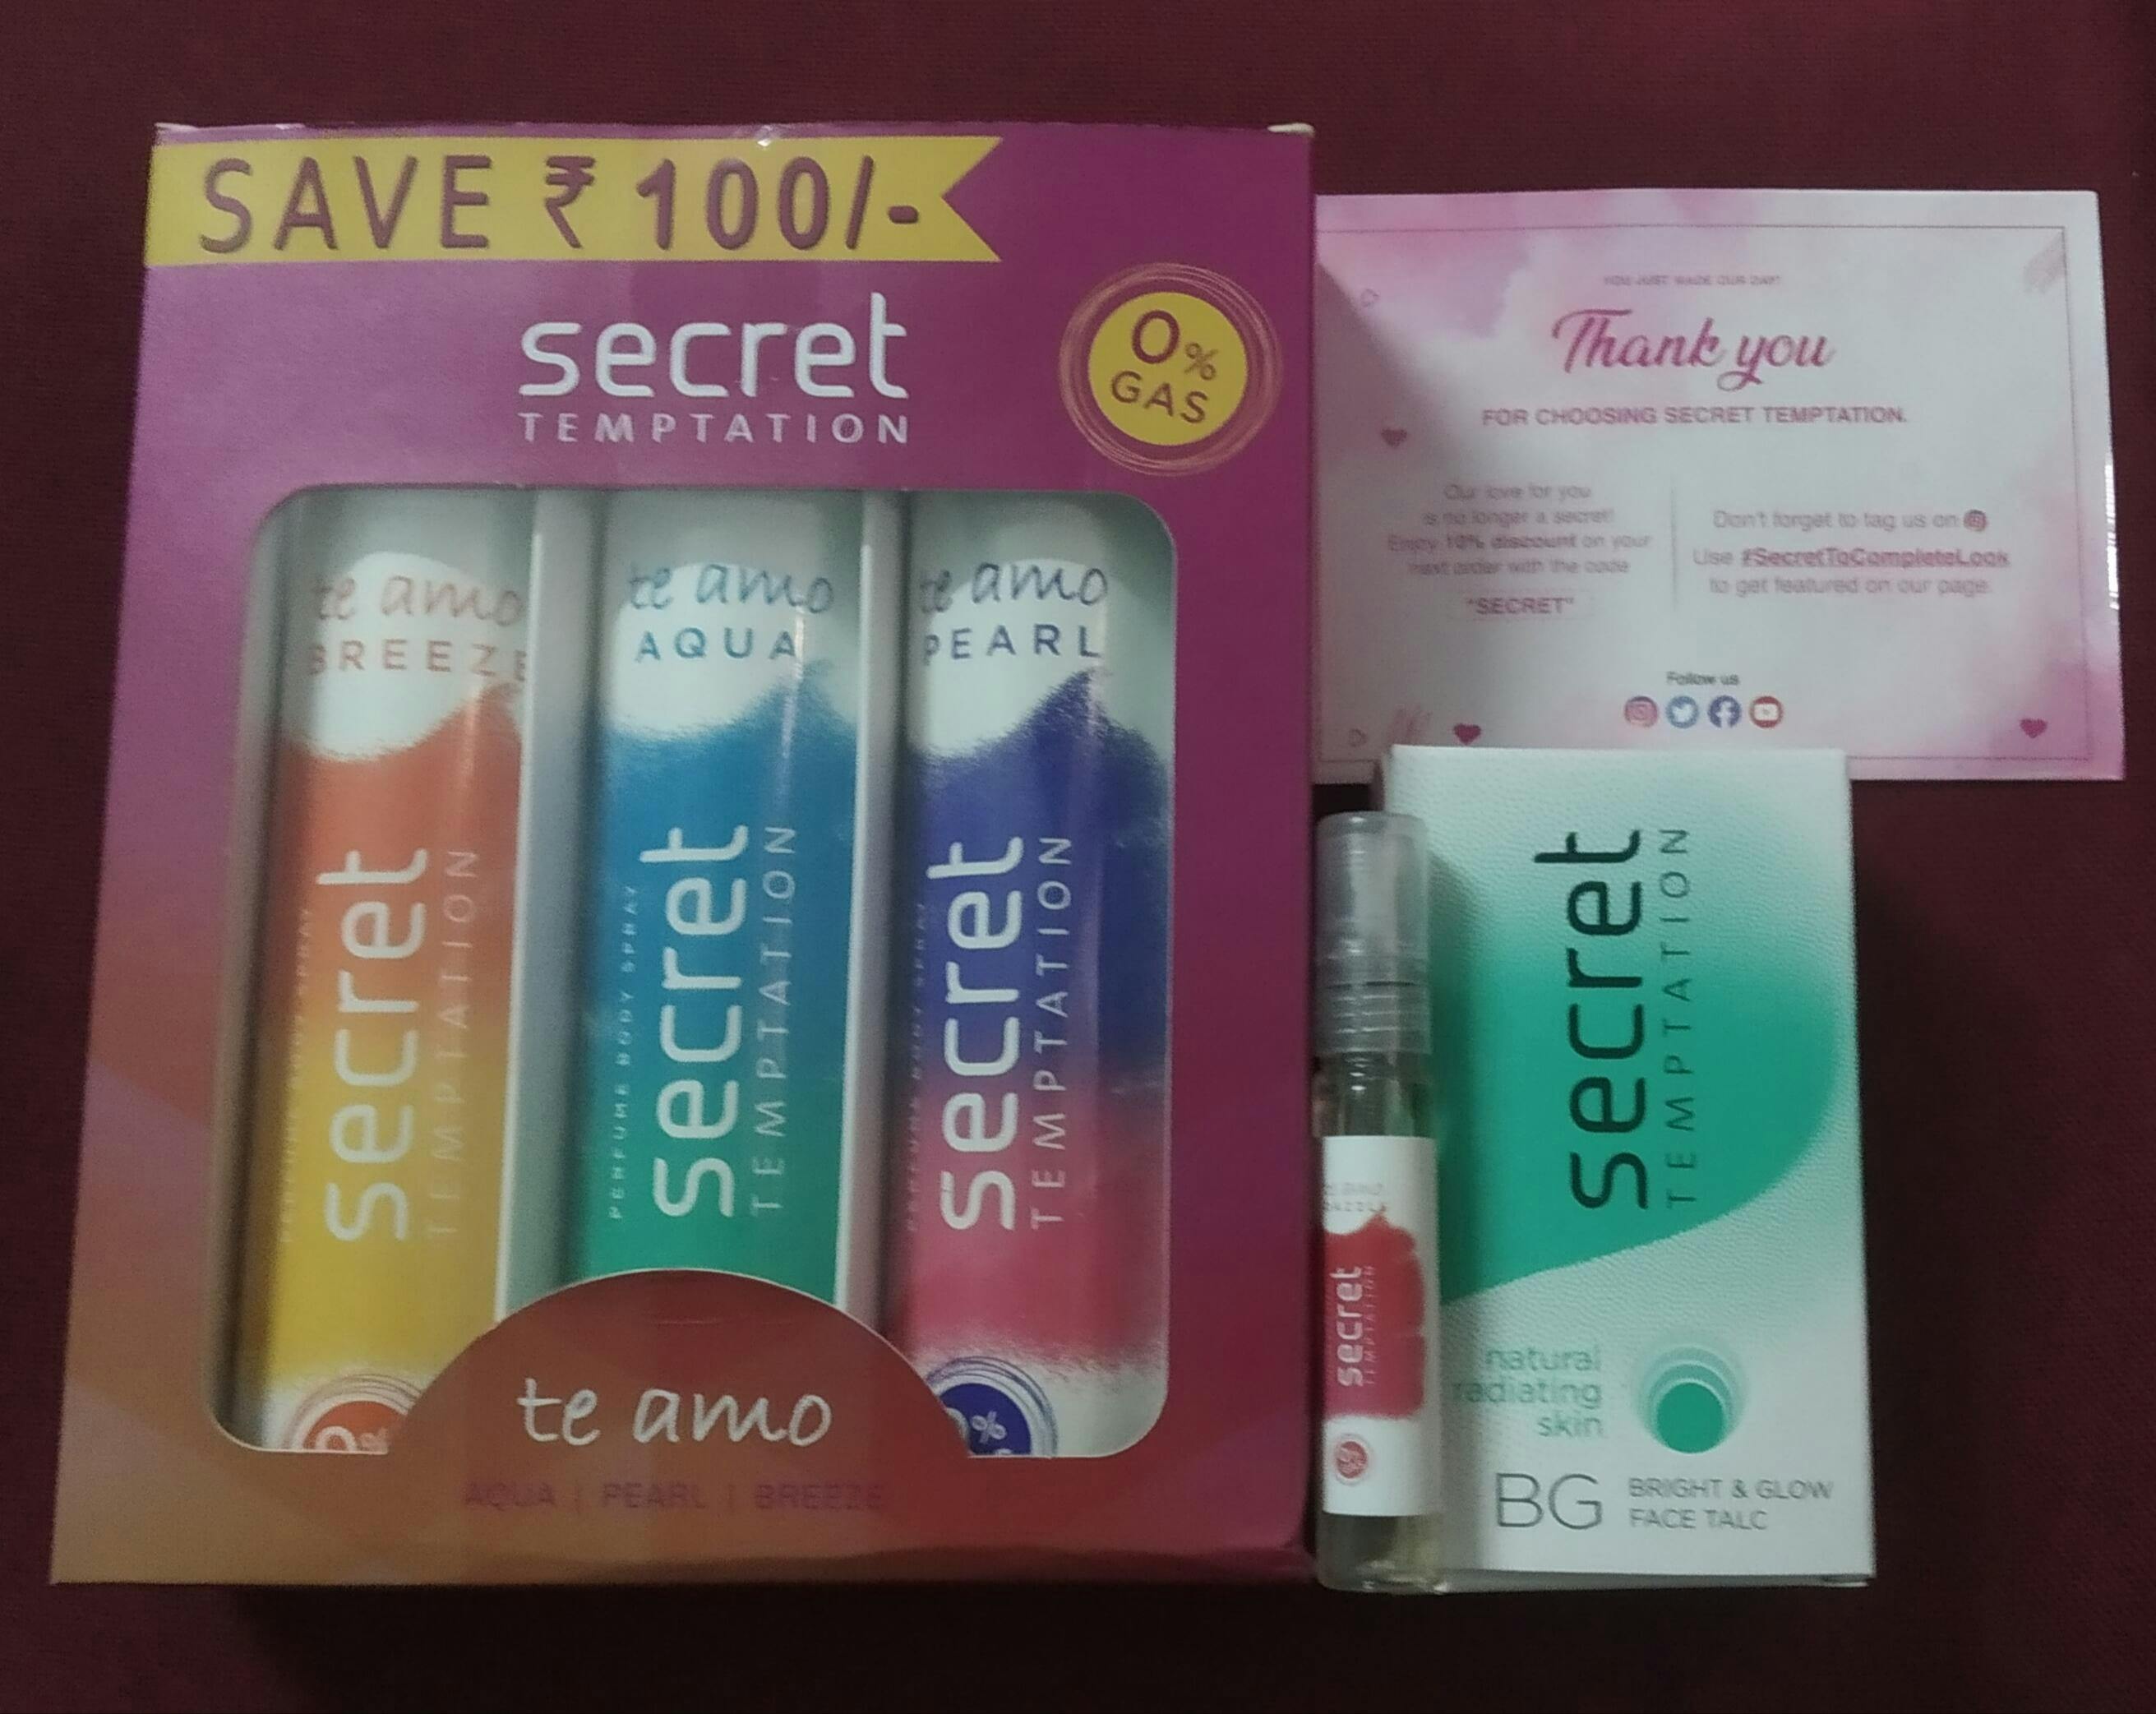 SAVE ₹ 100/-
secret
TEMPTATION
0%
GAS
te amo
BREEZE
secret
TEMPTATION
te amo
AQUA
PERFUME BODY SPRAY
secret
TEMPTATION
te amo
PEARL
secret
TEMPTATION
0%
%
te amo
AQUA | PEARL | BREEZE
YOU JUST MADE OUR DAY!
Thank you
FOR CHOOSING SECRET TEMPTATION.
Our love for you
is no longer a secret!
Enjoy 10% discount on your
next order with the code
"SECRET"
Don't forget to tag us on
Use #SecretToCompleteLook
to get featured on our page.
Follow us
secret
TEMPTATION
secret
TEMPTATION
natural
radiating
skin
BG BRIGHT & GLOW
FACE TALC